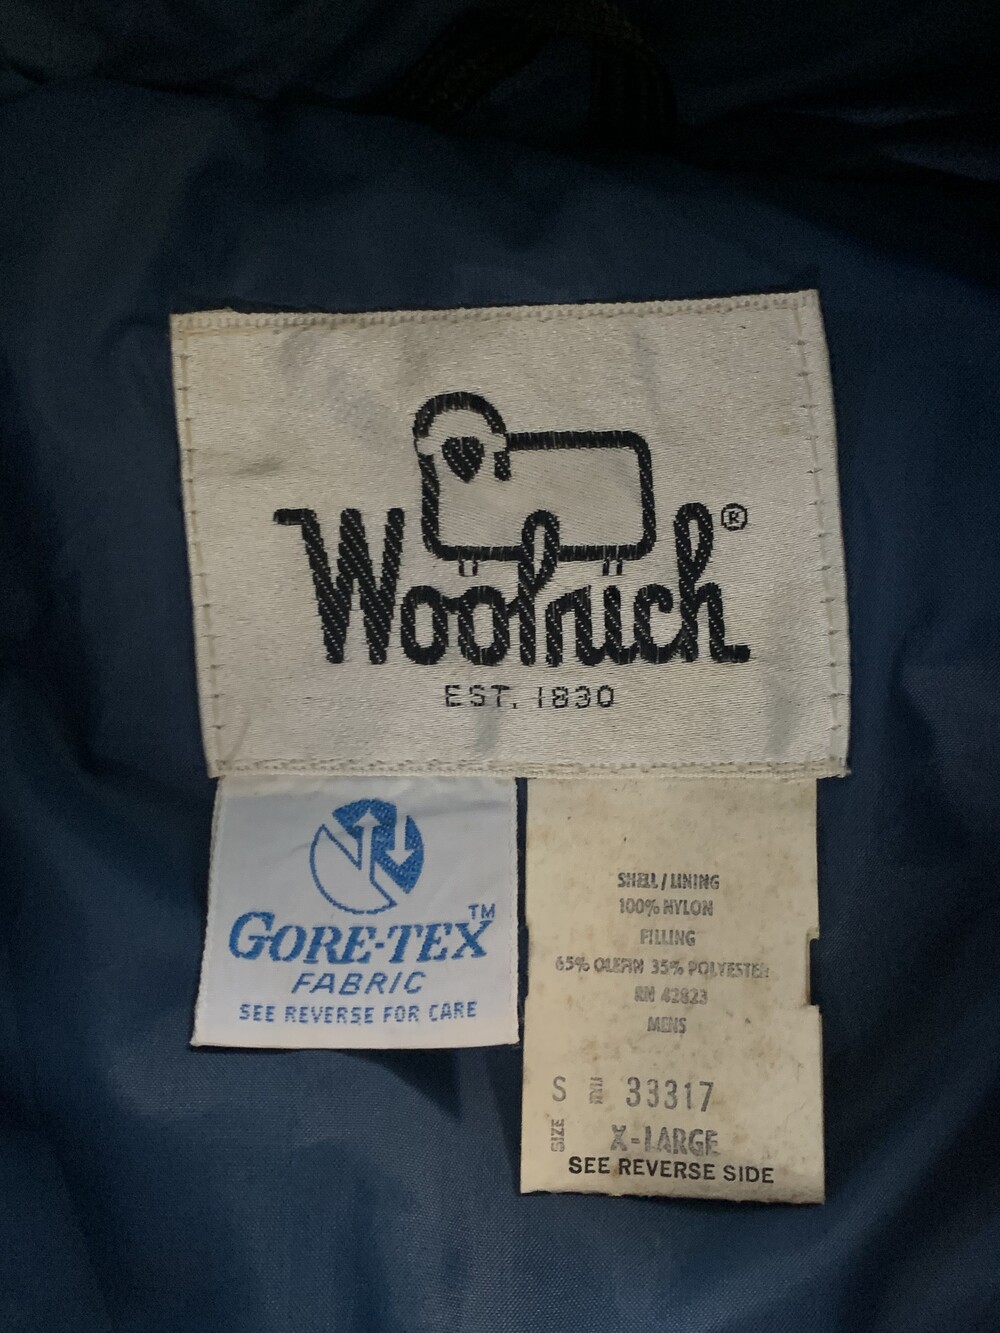 Woolrich®
EST. 1830
GORE-TEX™
FABRIC
SEE REVERSE FOR CARE
SHELL / LINING
100% NYLON
FILLING
65% OLEFIN 35% POLYESTER
RN 42823
MENS
S 33317
SIZE X-LARGE
SEE REVERSE SIDE